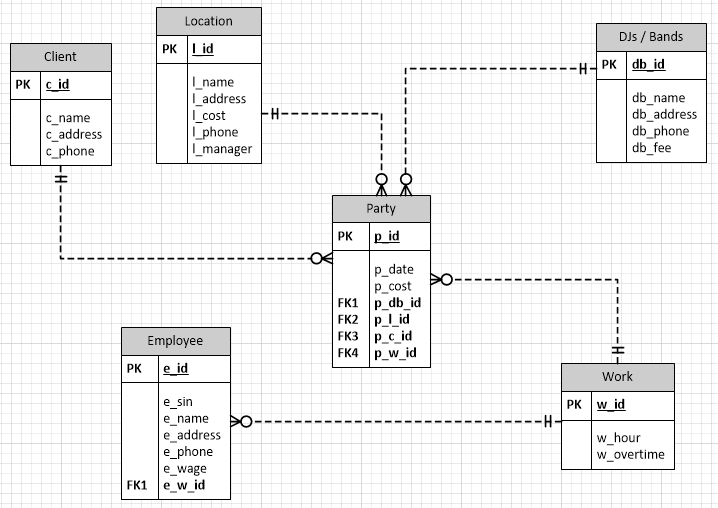 Location
PK l_id
l_name
l_address
l_cost
l_phone
l_manager
Client
PK c_id
c_name
c_address
c_phone
DJs / Bands
PK db_id
db_name
db_address
db_phone
db_fee
Party
PK p_id
p_date
p_cost
FK1 p_db_id
FK2 p_l_id
FK3 p_c_id
FK4 p_w_id
Employee
PK e_id
e_sin
e_name
e_address
e_phone
e_wage
FK1 e_w_id
Work
PK w_id
w_hour
w_overtime